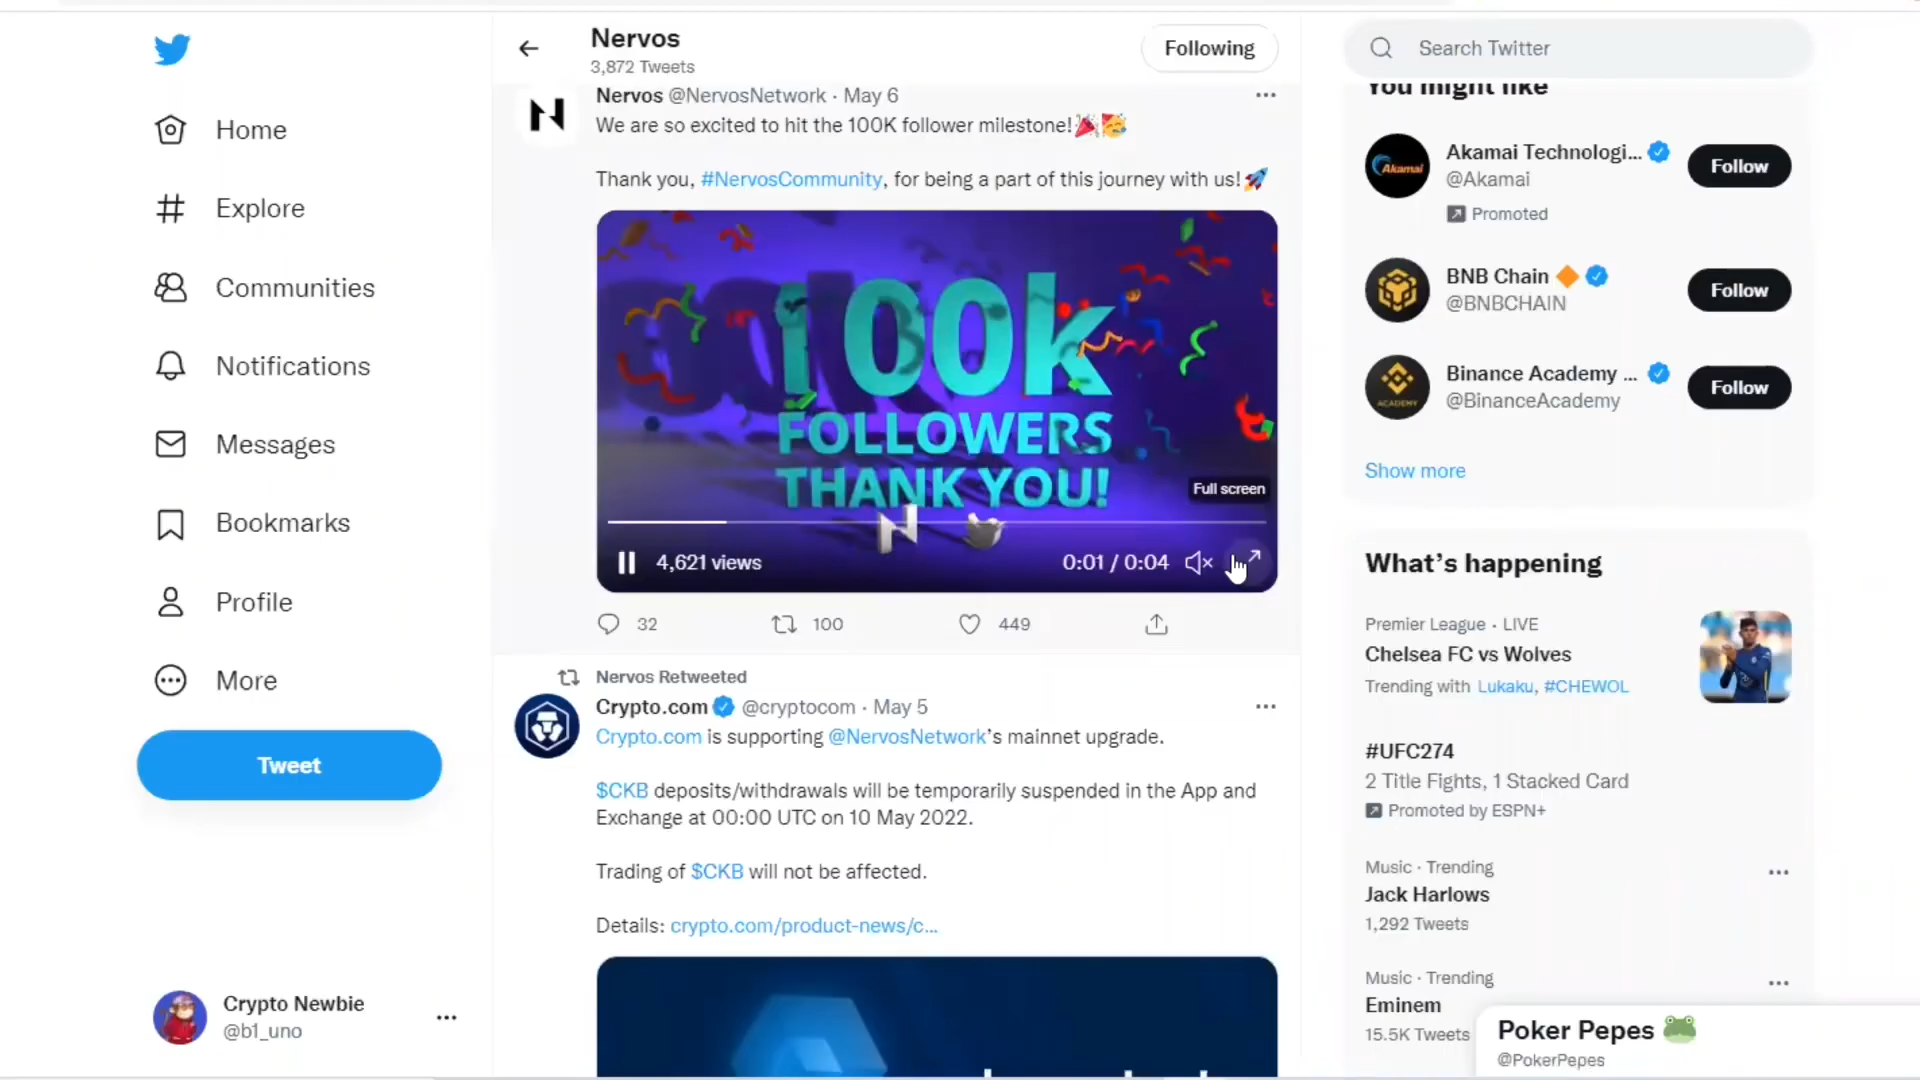 Home
Explore
Communities
Notifications
Messages
Bookmarks
Profile
More
Tweet
Crypto Newbie
@b1_uno
Nervos
3,872 Tweets
Following
Nervos @NervosNetwork · May 6
We are so excited to hit the 100K follower milestone!🎉🥳
Thank you, #NervosCommunity, for being a part of this journey with us!🚀
100k
FOLLOWERS
THANK YOU!
Full screen
4,621 views
0:01 / 0:04
32
100
449
Nervos Retweeted
Crypto.com @cryptocom · May 5
Crypto.com is supporting @NervosNetwork's mainnet upgrade.
$CKB deposits/withdrawals will be temporarily suspended in the App and
Exchange at 00:00 UTC on 10 May 2022.
Trading of $CKB will not be affected.
Details: crypto.com/product-news/c...
Search Twitter
You might like
Akamai
Akamai Technologi...
@Akamai
Follow
Promoted
BNB Chain 🔶
@BNBCHAIN
Follow
ACADEMY
Binance Academy ...
@BinanceAcademy
Follow
Show more
What's happening
Premier League · LIVE
Chelsea FC vs Wolves
Trending with Lukaku, #CHEWOL
#UFC274
2 Title Fights, 1 Stacked Card
Promoted by ESPN+
Music · Trending
Jack Harlows
1,292 Tweets
Music · Trending
Eminem
15.5K Tweets
Poker Pepes 🐸
@PokerPepes